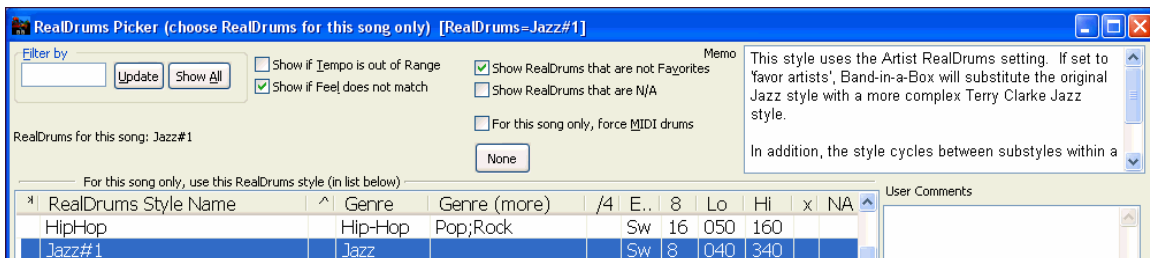 RealDrums Picker (choose RealDrums for this song only) [RealDrums=Jazz#1]
Filter by
Update
Show All
Show if Tempo is out of Range
Show if Feel does not match
Show RealDrums that are not Favorites
Show RealDrums that are N/A
For this song only, force MIDI drums
None
RealDrums for this song: Jazz#1
Memo
This style uses the Artist RealDrums setting. If set to
'favor artists', Band-in-a-Box will substitute the original
Jazz style with a more complex Terry Clarke Jazz
style.
In addition, the style cycles between substyles within a
For this song only, use this RealDrums style (in list below)
User Comments
* RealDrums Style Name ^ Genre Genre (more) /4 E.. 8 Lo Hi x NA
HipHop Hip-Hop Pop;Rock Sw 16 050 160
Jazz#1 Jazz Sw 8 040 340